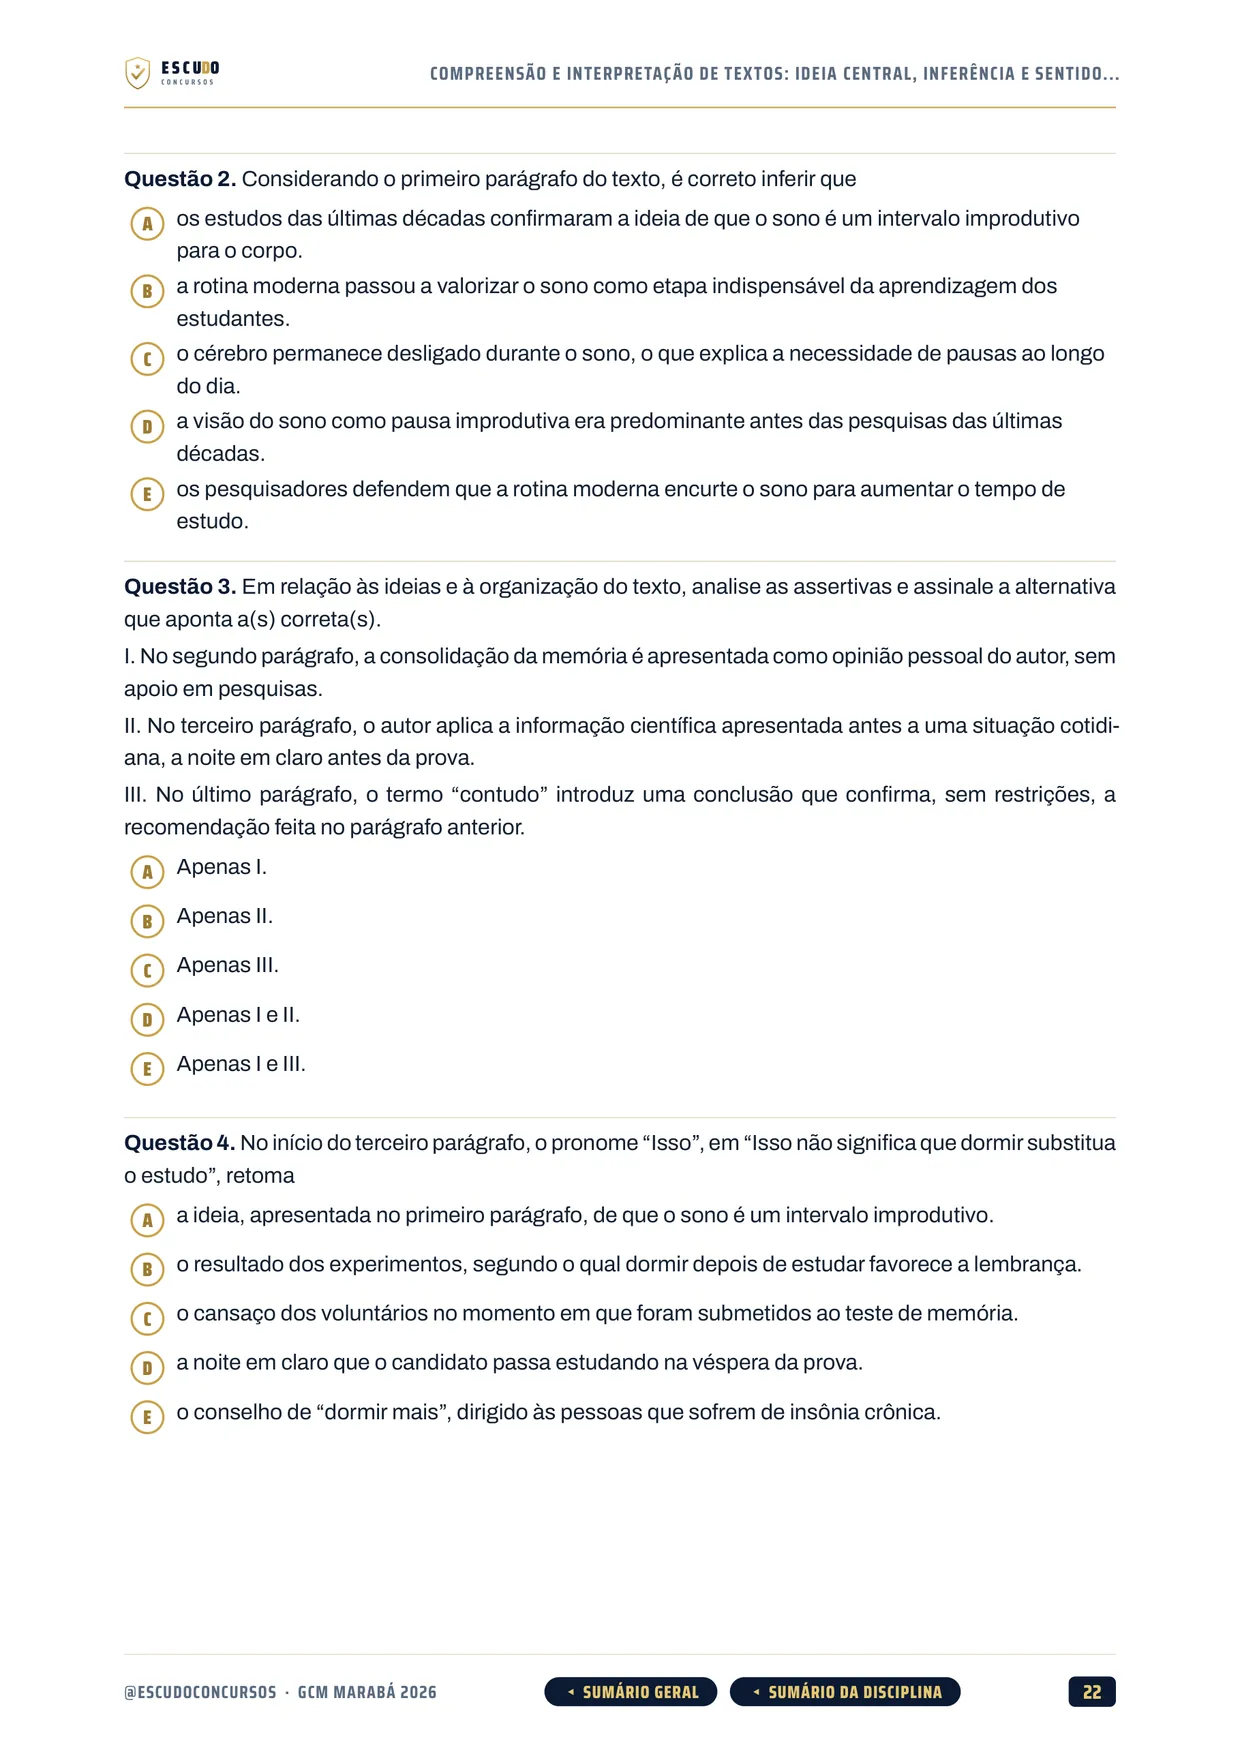 ESCUDO
CONCURSOS
COMPREENSÃO E INTERPRETAÇÃO DE TEXTOS: IDEIA CENTRAL, INFERÊNCIA E SENTIDO...
Questão 2. Considerando o primeiro parágrafo do texto, é correto inferir que
A os estudos das últimas décadas confirmaram a ideia de que o sono é um intervalo improdutivo
para o corpo.
B a rotina moderna passou a valorizar o sono como etapa indispensável da aprendizagem dos
estudantes.
C o cérebro permanece desligado durante o sono, o que explica a necessidade de pausas ao longo
do dia.
D a visão do sono como pausa improdutiva era predominante antes das pesquisas das últimas
décadas.
E os pesquisadores defendem que a rotina moderna encurte o sono para aumentar o tempo de
estudo.
Questão 3. Em relação às ideias e à organização do texto, analise as assertivas e assinale a alternativa
que aponta a(s) correta(s).
I. No segundo parágrafo, a consolidação da memória é apresentada como opinião pessoal do autor, sem
apoio em pesquisas.
II. No terceiro parágrafo, o autor aplica a informação científica apresentada antes a uma situação cotidi-
ana, a noite em claro antes da prova.
III. No último parágrafo, o termo “contudo” introduz uma conclusão que confirma, sem restrições, a
recomendação feita no parágrafo anterior.
A Apenas I.
B Apenas II.
C Apenas III.
D Apenas I e II.
E Apenas I e III.
Questão 4. No início do terceiro parágrafo, o pronome “Isso”, em “Isso não significa que dormir substitua
o estudo”, retoma
A a ideia, apresentada no primeiro parágrafo, de que o sono é um intervalo improdutivo.
B o resultado dos experimentos, segundo o qual dormir depois de estudar favorece a lembrança.
C o cansaço dos voluntários no momento em que foram submetidos ao teste de memória.
D a noite em claro que o candidato passa estudando na véspera da prova.
E o conselho de “dormir mais”, dirigido às pessoas que sofrem de insônia crônica.
@ESCUDOCONCURSOS · GCM MARABÁ 2026
SUMÁRIO GERAL
SUMÁRIO DA DISCIPLINA
22